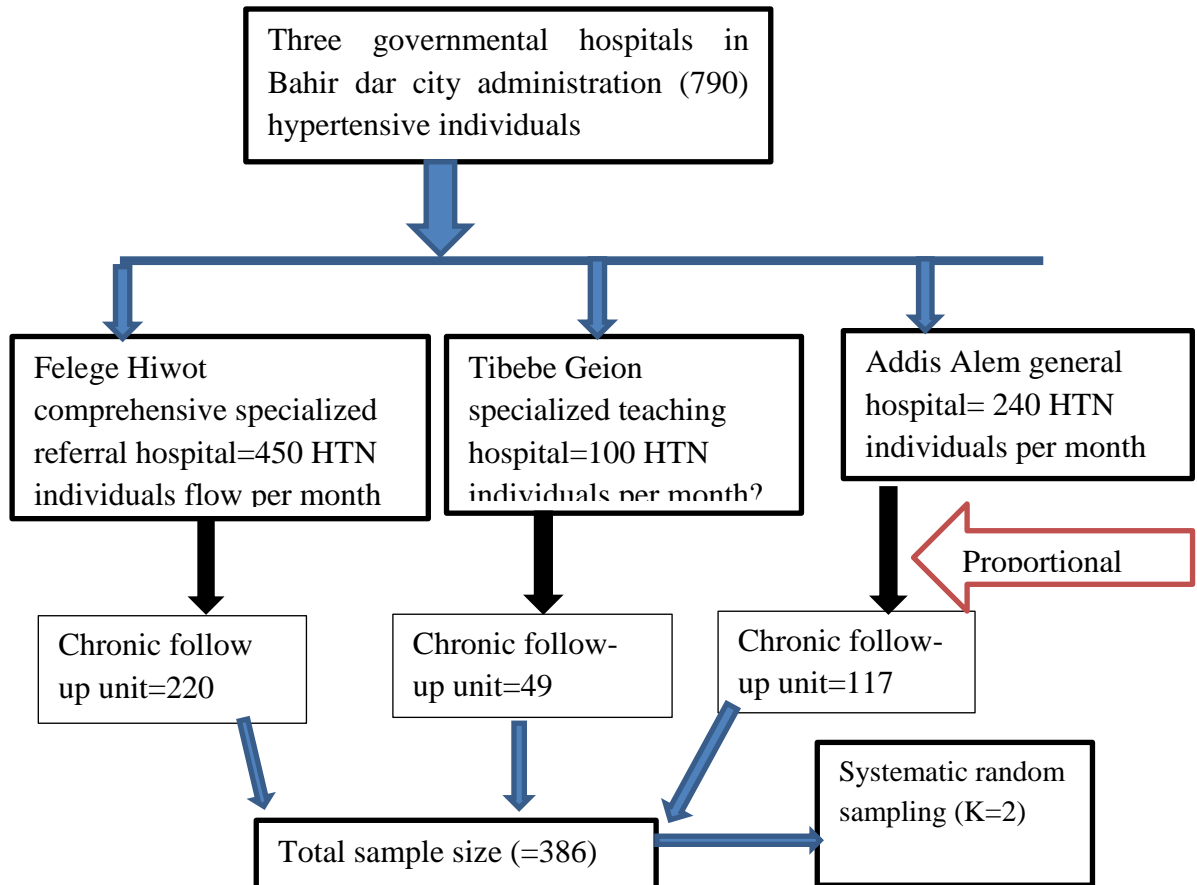 Three governmental hospitals in
Bahir dar city administration (790)
hypertensive individuals
Felege Hiwot
comprehensive specialized
referral hospital=450 HTN
individuals flow per month
Tibebe Geion
specialized teaching
hospital=100 HTN
individuals per month?
Addis Alem general
hospital= 240 HTN
individuals per month
Proportional
Chronic follow
up unit=220
Chronic follow-
up unit=49
Chronic follow-
up unit=117
Systematic random
sampling (K=2)
Total sample size (=386)